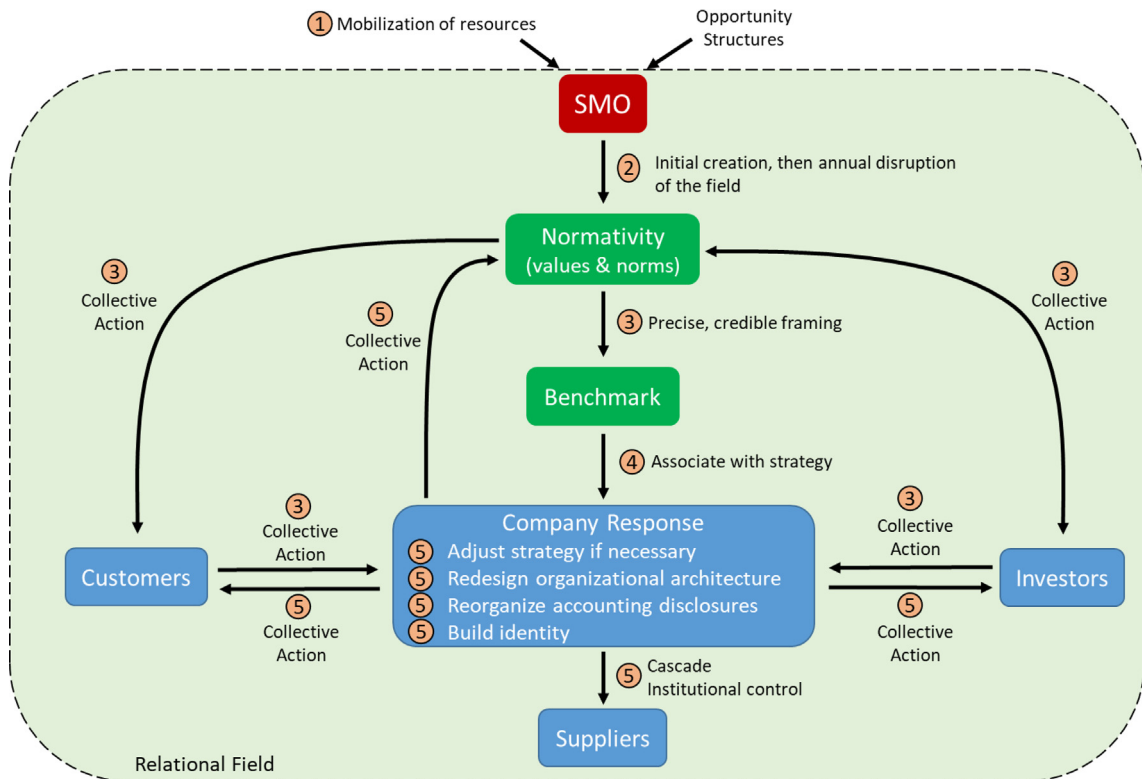 ① Mobilization of resources
Opportunity
Structures
SMO
② Initial creation, then annual disruption
of the field
Normativity
(values & norms)
③
Collective
Action
⑤
Collective
Action
③ Precise, credible framing
③
Collective
Action
Benchmark
④ Associate with strategy
Company Response
⑤ Adjust strategy if necessary
⑤ Redesign organizational architecture
⑤ Reorganize accounting disclosures
⑤ Build identity
③
Collective
Action
Customers
⑤
Collective
Action
③
Collective
Action
Investors
⑤
Collective
Action
⑤ Cascade
Institutional control
Suppliers
Relational Field